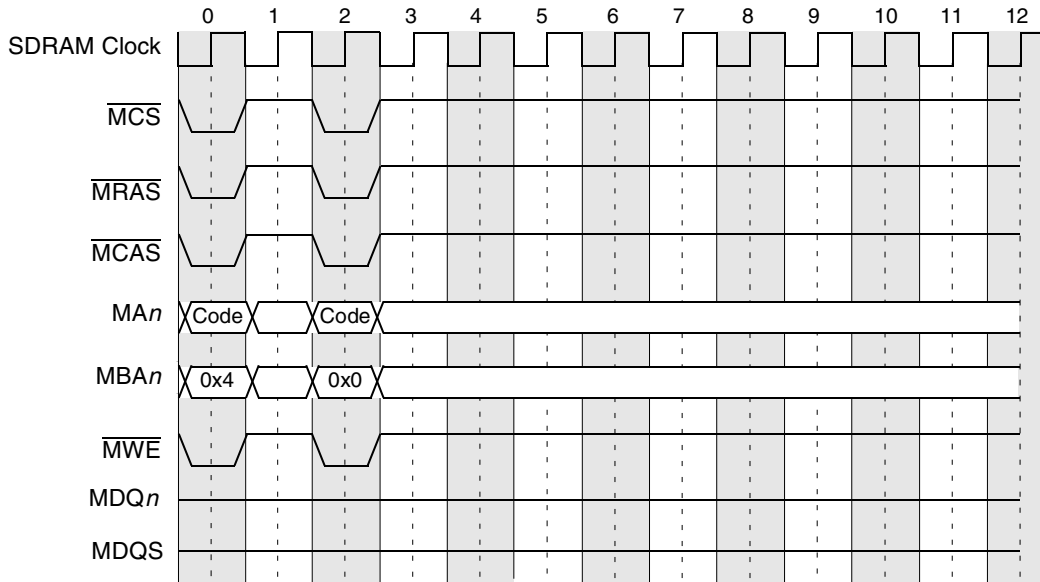 0 1 2 3 4 5 6 7 8 9 10 11 12
SDRAM Clock
MCS
MRAS
MCAS
MAn Code Code
MBAn 0x4 0x0
MWE
MDQn
MDQS